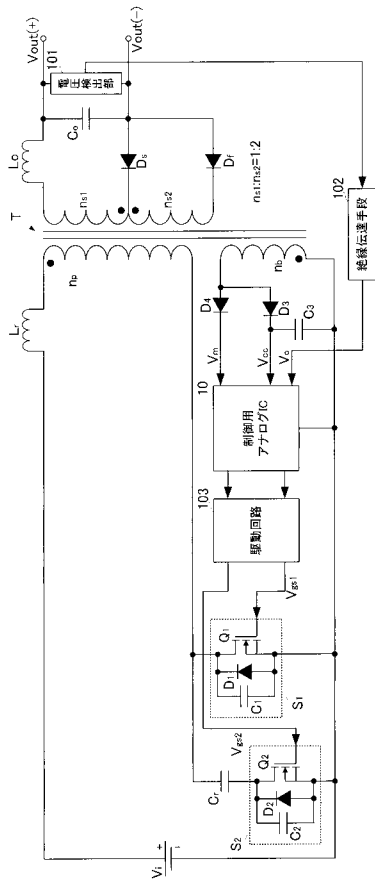 Vi
+
−
Lr
T
np
ns1
ns2
Lo
Co
Ds
Df
ns1:ns2=1:2
Vout(+)
101
電圧検出部
Vout(-)
102
絶縁伝達手段
nb
D4
D3
C3
Vm
Vcc
10
制御用
アナログIC
103
駆動回路
Vgs1
Vgs2
Q1
D1
C1
S1
Cr
Q2
D2
C2
S2